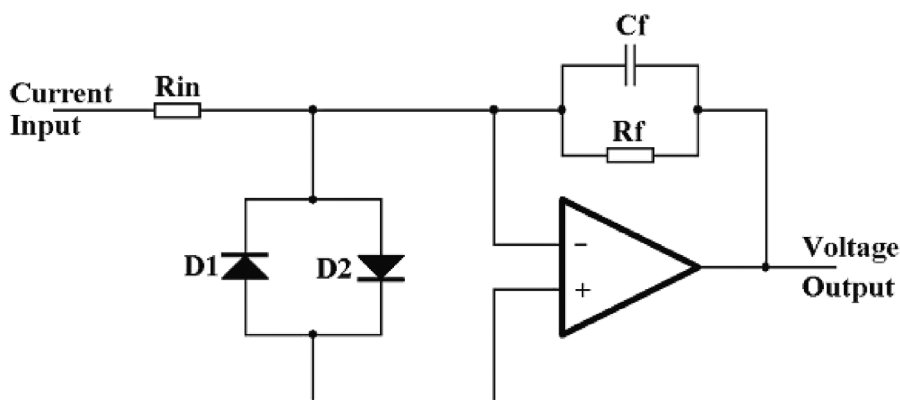 Cf
Current
Input
Rin
Rf
D1
D2
−
+
Voltage
Output